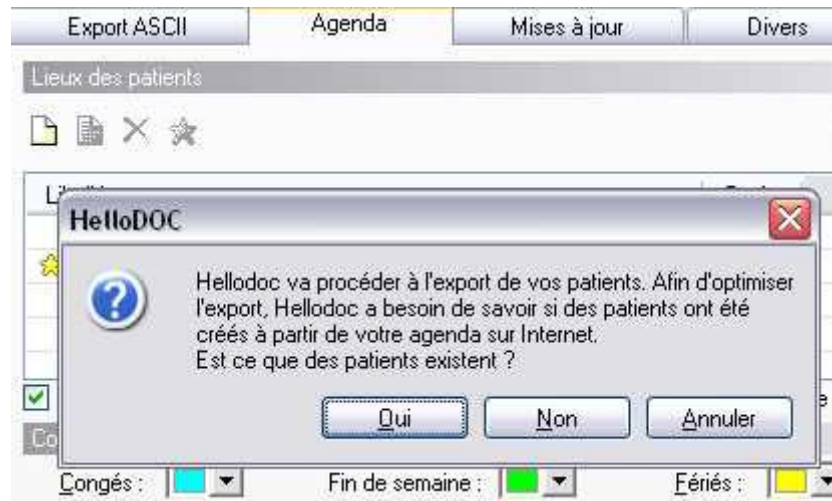 Export ASCII Agenda Mises à jour Divers
Lieux des patients
HelloDOC
Hellodoc va procéder à l'export de vos patients. Afin d'optimiser
l'export, Hellodoc a besoin de savoir si des patients ont été
créés à partir de votre agenda sur Internet.
Est ce que des patients existent ?
Oui Non Annuler
Congés : Fin de semaine : Fériés :